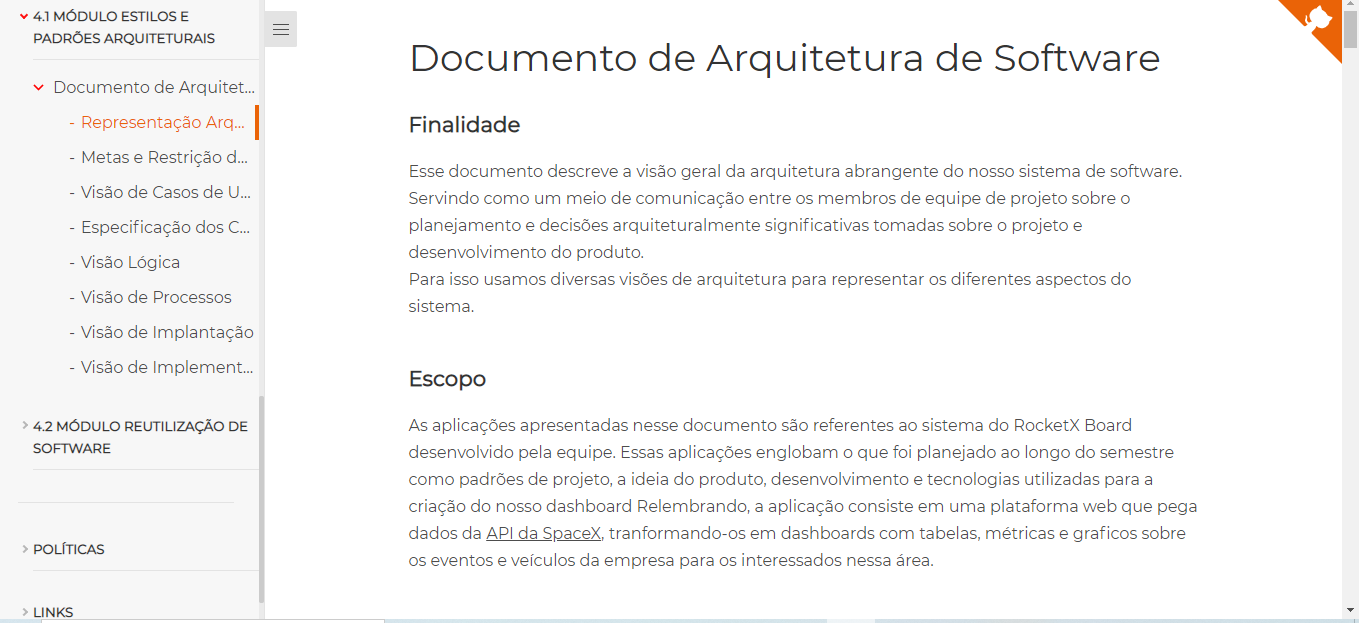 4.1 MÓDULO ESTILOS E
PADRÕES ARQUITETURAIS
Documento de Arquitet...
- Representação Arq...
- Metas e Restrição d...
- Visão de Casos de U...
- Especificação dos C...
- Visão Lógica
- Visão de Processos
- Visão de Implantação
- Visão de Implement...
4.2 MÓDULO REUTILIZAÇÃO DE
SOFTWARE
POLÍTICAS
LINKS
Documento de Arquitetura de Software
Finalidade
Esse documento descreve a visão geral da arquitetura abrangente do nosso sistema de software.
Servindo como um meio de comunicação entre os membros de equipe de projeto sobre o
planejamento e decisões arquiteturalmente significativas tomadas sobre o projeto e
desenvolvimento do produto.
Para isso usamos diversas visões de arquitetura para representar os diferentes aspectos do
sistema.
Escopo
As aplicações apresentadas nesse documento são referentes ao sistema do RocketX Board
desenvolvido pela equipe. Essas aplicações englobam o que foi planejado ao longo do semestre
como padrões de projeto, a ideia do produto, desenvolvimento e tecnologias utilizadas para a
criação do nosso dashboard Relembrando, a aplicação consiste em uma plataforma web que pega
dados da API da SpaceX, tranformando-os em dashboards com tabelas, métricas e graficos sobre
os eventos e veículos da empresa para os interessados nessa área.